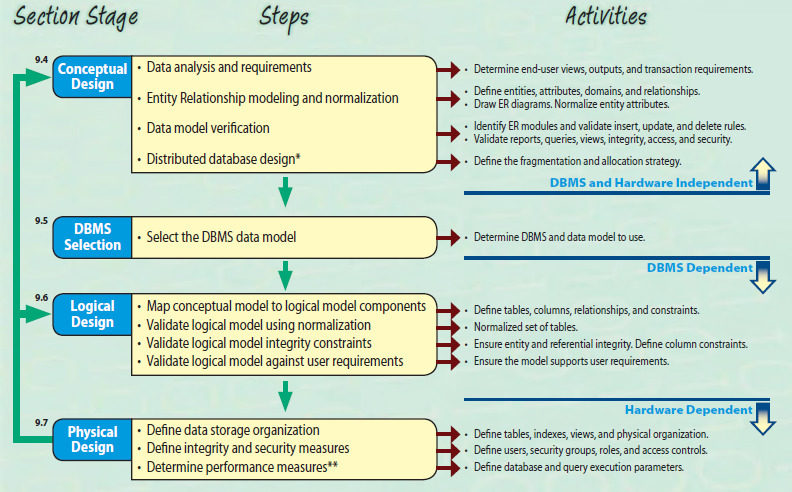 Section Stage Steps Activities
9.4
Conceptual
Design
• Data analysis and requirements
• Entity Relationship modeling and normalization
• Data model verification
• Distributed database design*
• Determine end-user views, outputs, and transaction requirements.
• Define entities, attributes, domains, and relationships.
• Draw ER diagrams. Normalize entity attributes.
• Identify ER modules and validate insert, update, and delete rules.
• Validate reports, queries, views, integrity, access, and security.
• Define the fragmentation and allocation strategy.
DBMS and Hardware Independent
9.5
DBMS
Selection
• Select the DBMS data model
• Determine DBMS and data model to use.
DBMS Dependent
9.6
Logical
Design
• Map conceptual model to logical model components
• Validate logical model using normalization
• Validate logical model integrity constraints
• Validate logical model against user requirements
• Define tables, columns, relationships, and constraints.
• Normalized set of tables.
• Ensure entity and referential integrity. Define column constraints.
• Ensure the model supports user requirements.
Hardware Dependent
9.7
Physical
Design
• Define data storage organization
• Define integrity and security measures
• Determine performance measures**
• Define tables, indexes, views, and physical organization.
• Define users, security groups, roles, and access controls.
• Define database and query execution parameters.